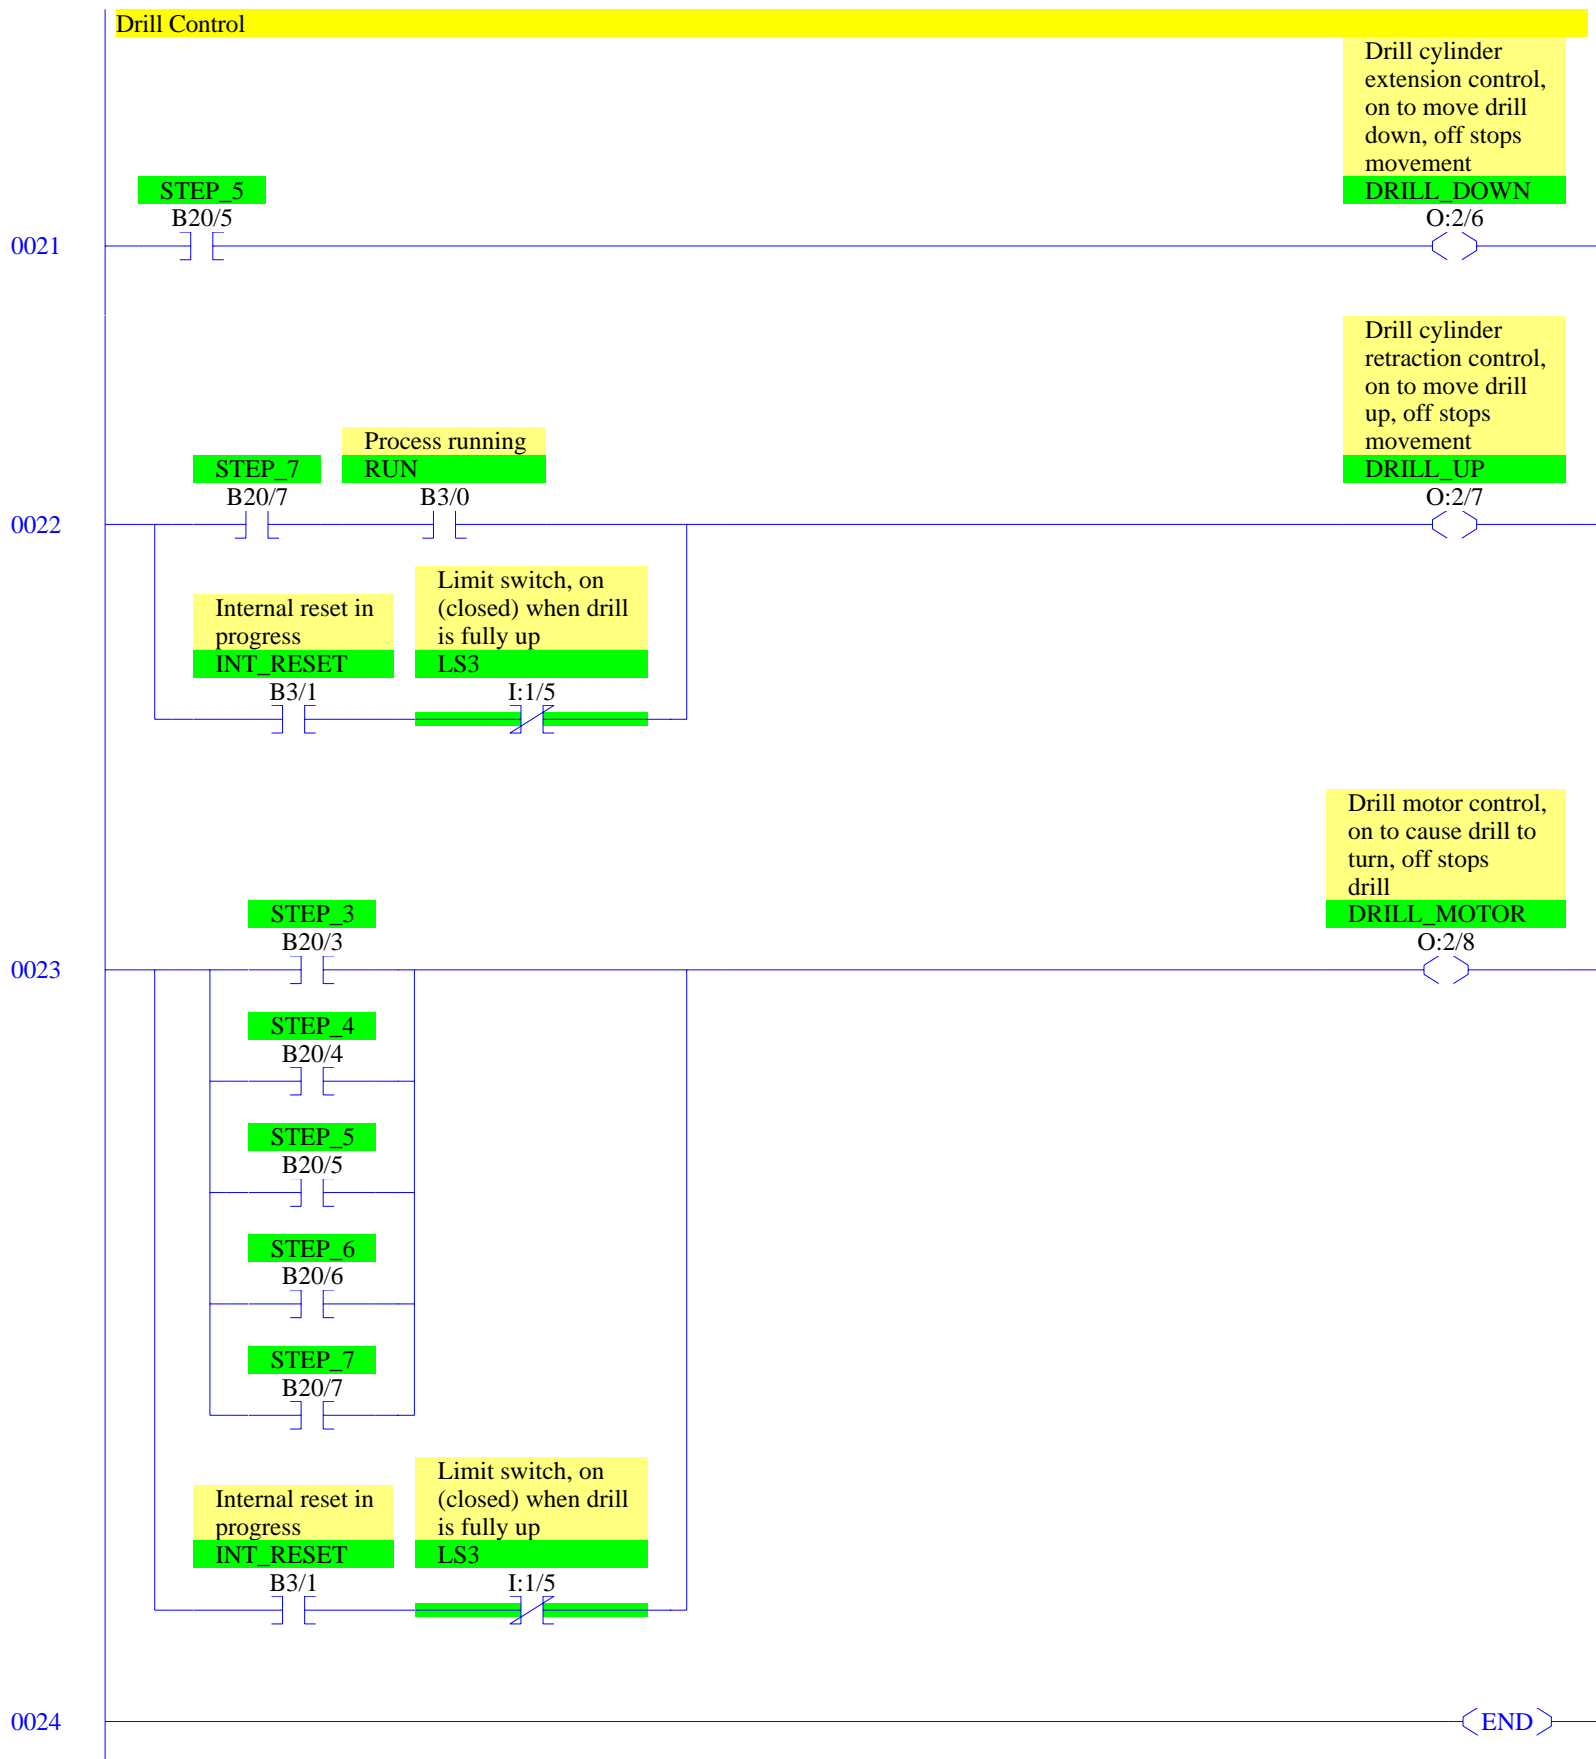 Drill Control
Drill cylinder
extension control,
on to move drill
down, off stops
movement
STEP_5
DRILL_DOWN
B20/5
O:2/6
0021
Drill cylinder
retraction control,
on to move drill
up, off stops
movement
Process running
STEP_7
RUN
DRILL_UP
B20/7
B3/0
O:2/7
0022
Internal reset in
progress
INT_RESET
B3/1
Limit switch, on
(closed) when drill
is fully up
LS3
I:1/5
Drill motor control,
on to cause drill to
turn, off stops
drill
STEP_3
DRILL_MOTOR
B20/3
O:2/8
0023
STEP_4
B20/4
STEP_5
B20/5
STEP_6
B20/6
STEP_7
B20/7
Internal reset in
progress
INT_RESET
B3/1
Limit switch, on
(closed) when drill
is fully up
LS3
I:1/5
0024
END